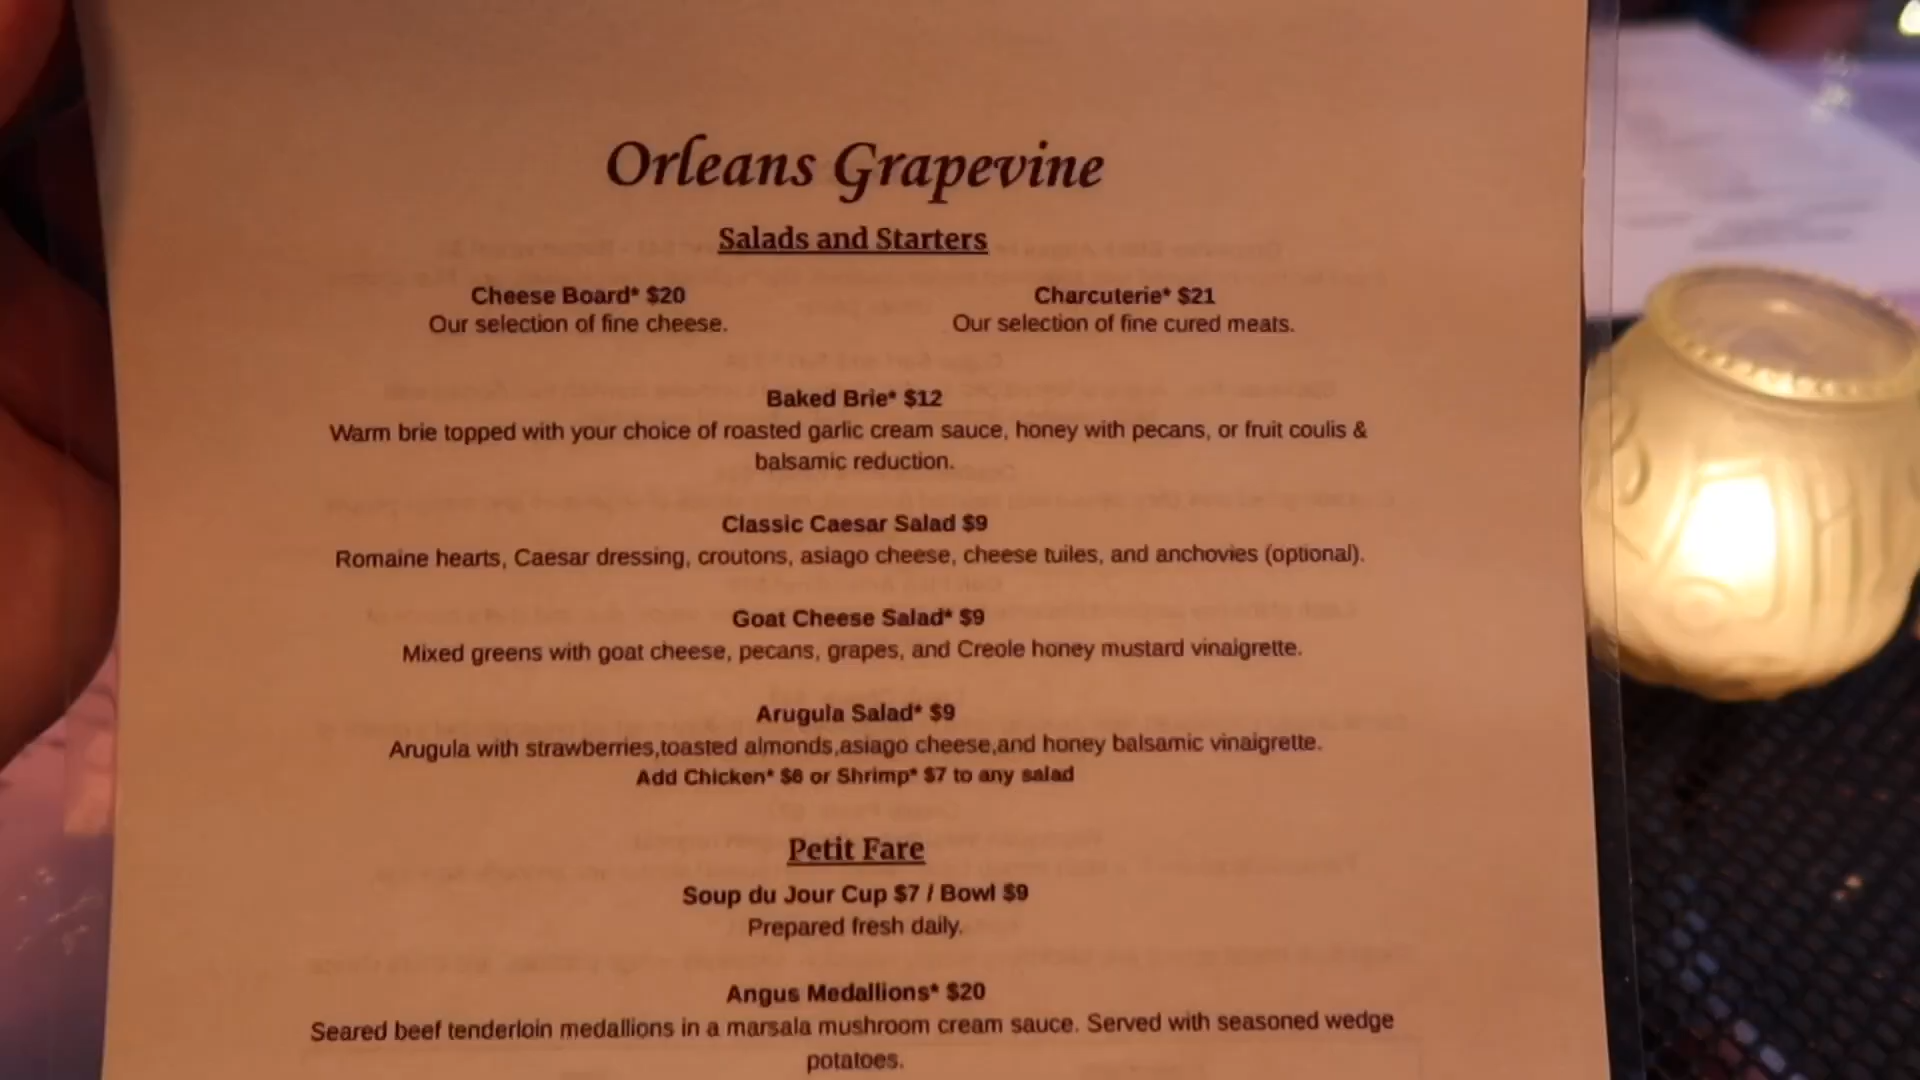 Orleans Grapevine
Salads and Starters
Cheese Board* $20
Our selection of fine cheese.
Charcuterie* $21
Our selection of fine cured meats.
Baked Brie* $12
Warm brie topped with your choice of roasted garlic cream sauce, honey with pecans, or fruit coulis &
balsamic reduction.
Classic Caesar Salad $9
Romaine hearts, Caesar dressing, croutons, asiago cheese, cheese tuiles, and anchovies (optional).
Goat Cheese Salad* $9
Mixed greens with goat cheese, pecans, grapes, and Creole honey mustard vinaigrette.
Arugula Salad* $9
Arugula with strawberries,toasted almonds,asiago cheese,and honey balsamic vinaigrette.
Add Chicken* $6 or Shrimp* $7 to any salad
Petit Fare
Soup du Jour Cup $7 / Bowl $9
Prepared fresh daily.
Angus Medallions* $20
Seared beef tenderloin medallions in a marsala mushroom cream sauce. Served with seasoned wedge
potatoes.